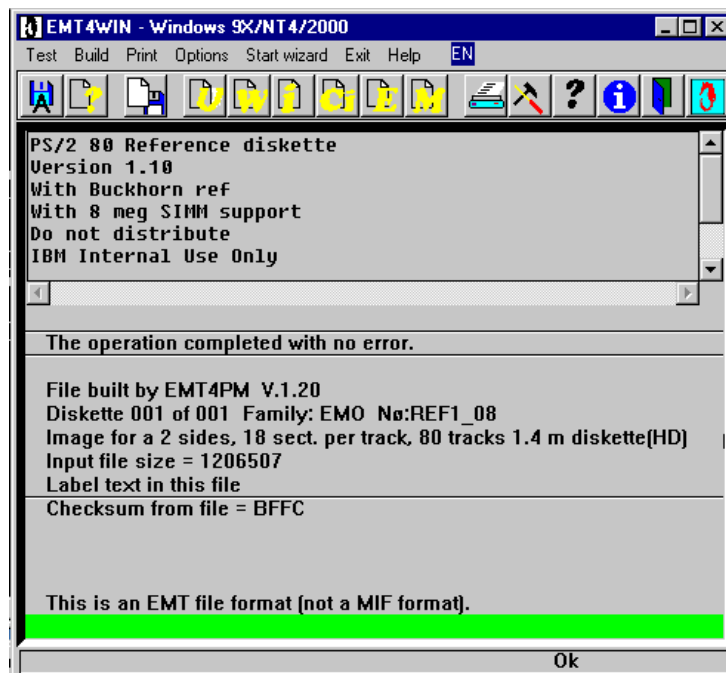 EMT4WIN - Windows 9X/NT4/2000
Test Build Print Options Start wizard Exit Help EN
A ? U W i Ci E M ? i
PS/2 80 Reference diskette
Version 1.10
With Buckhorn ref
With 8 meg SIMM support
Do not distribute
IBM Internal Use Only
The operation completed with no error.
File built by EMT4PM V.1.20
Diskette 001 of 001 Family: EMO Nø:REF1_08
Image for a 2 sides, 18 sect. per track, 80 tracks 1.4 m diskette(HD)
Input file size = 1206507
Label text in this file
Checksum from file = BFFC
This is an EMT file format (not a MIF format).
Ok